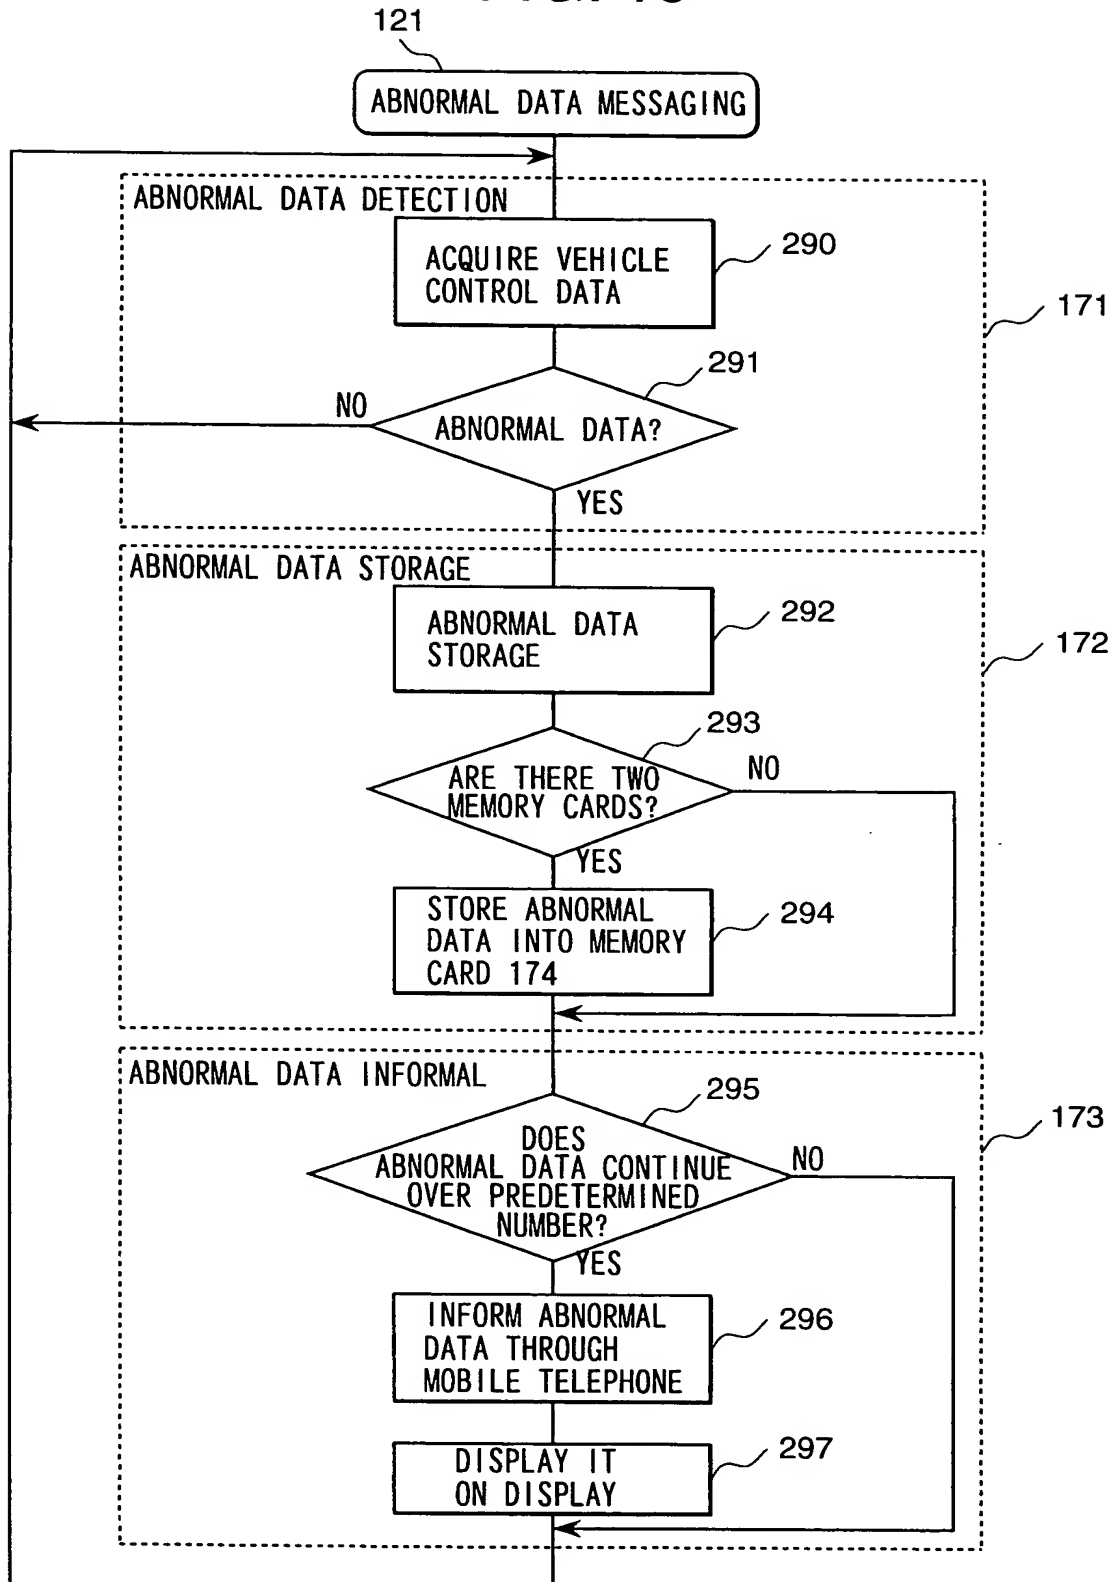 121
ABNORMAL DATA MESSAGING
ABNORMAL DATA DETECTION
ACQUIRE VEHICLE
CONTROL DATA
290
171
291
NO
ABNORMAL DATA?
YES
ABNORMAL DATA STORAGE
ABNORMAL DATA
STORAGE
292
172
293
ARE THERE TWO
MEMORY CARDS?
NO
YES
STORE ABNORMAL
DATA INTO MEMORY
CARD 174
294
ABNORMAL DATA INFORMAL
295
173
DOES
ABNORMAL DATA CONTINUE
OVER PREDETERMINED
NUMBER?
NO
YES
INFORM ABNORMAL
DATA THROUGH
MOBILE TELEPHONE
296
DISPLAY IT
ON DISPLAY
297